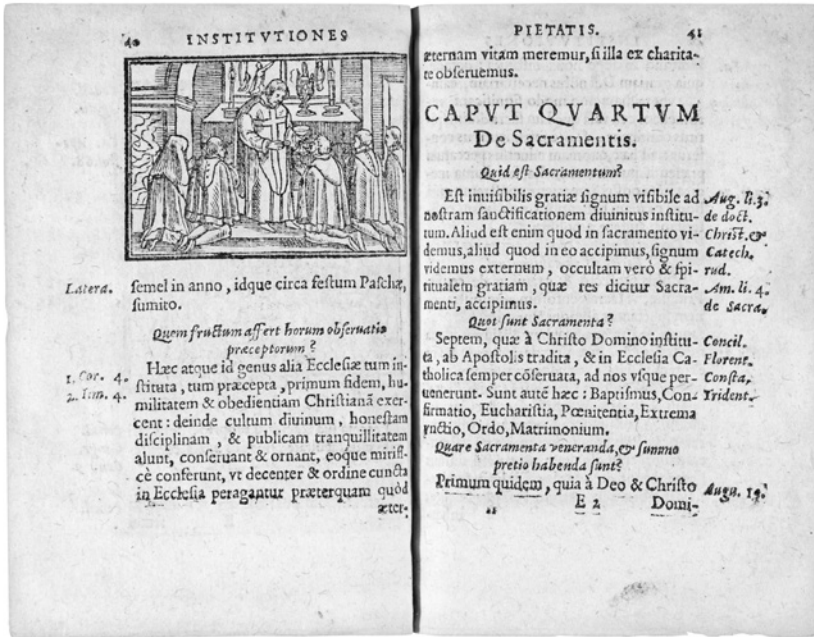 40 INSTITVTIONES
Latera. semel in anno, idque circa festum Paschæ,
sumito.
Quem fructum affert horum obseruatio
præceptorum?
Hæc atque id genus alia Ecclesiæ tum in-
1. Cor. 4. stituta, tum præcepta, primum fidem, hu-
2. Tim. 4. militatem & obedientiam Christianā exer-
cent: deinde cultum diuinum, honestam
disciplinam, & publicam tranquillitatem
alunt, conseruant & ornant, eoque mirifi-
cè conferunt, vt decenter & ordine cuncta
in Ecclesia peragantur præterquam quòd
æter-
PIETATIS. 41
æternam vitam meremur, si illa ex charita-
te obseruemus.
CAPVT QVARTVM
De Sacramentis.
Quid est Sacramentum?
Est inuisibilis gratiæ signum visibile ad Aug. li. 3.
nostram sanctificationem diuinitus institu- de doct.
tum. Aliud est enim quod in sacramento vi- Christ. &
demus, aliud quod in eo accipimus, signum Catech.
videmus externum, occultam verò & spi- rud.
ritualem gratiam, quæ res dicitur Sacra- Am. li. 4.
menti, accipimus. de Sacra.
Quot sunt Sacramenta?
Septem, quæ à Christo Domino institu- Concil.
ta, ab Apostolis tradita, & in Ecclesia Ca- Florent.
tholica semper cōseruata, ad nos vsque per- Consta.
uenerunt. Sunt autē hæc: Baptismus, Con- Trident.
firmatio, Eucharistia, Pœnitentia, Extrema
vnctio, Ordo, Matrimonium.
Quare Sacramenta veneranda, & summo
pretio habenda sunt?
Primum quidem, quia à Deo & Christo Augu. 19.
E 2 Domi-